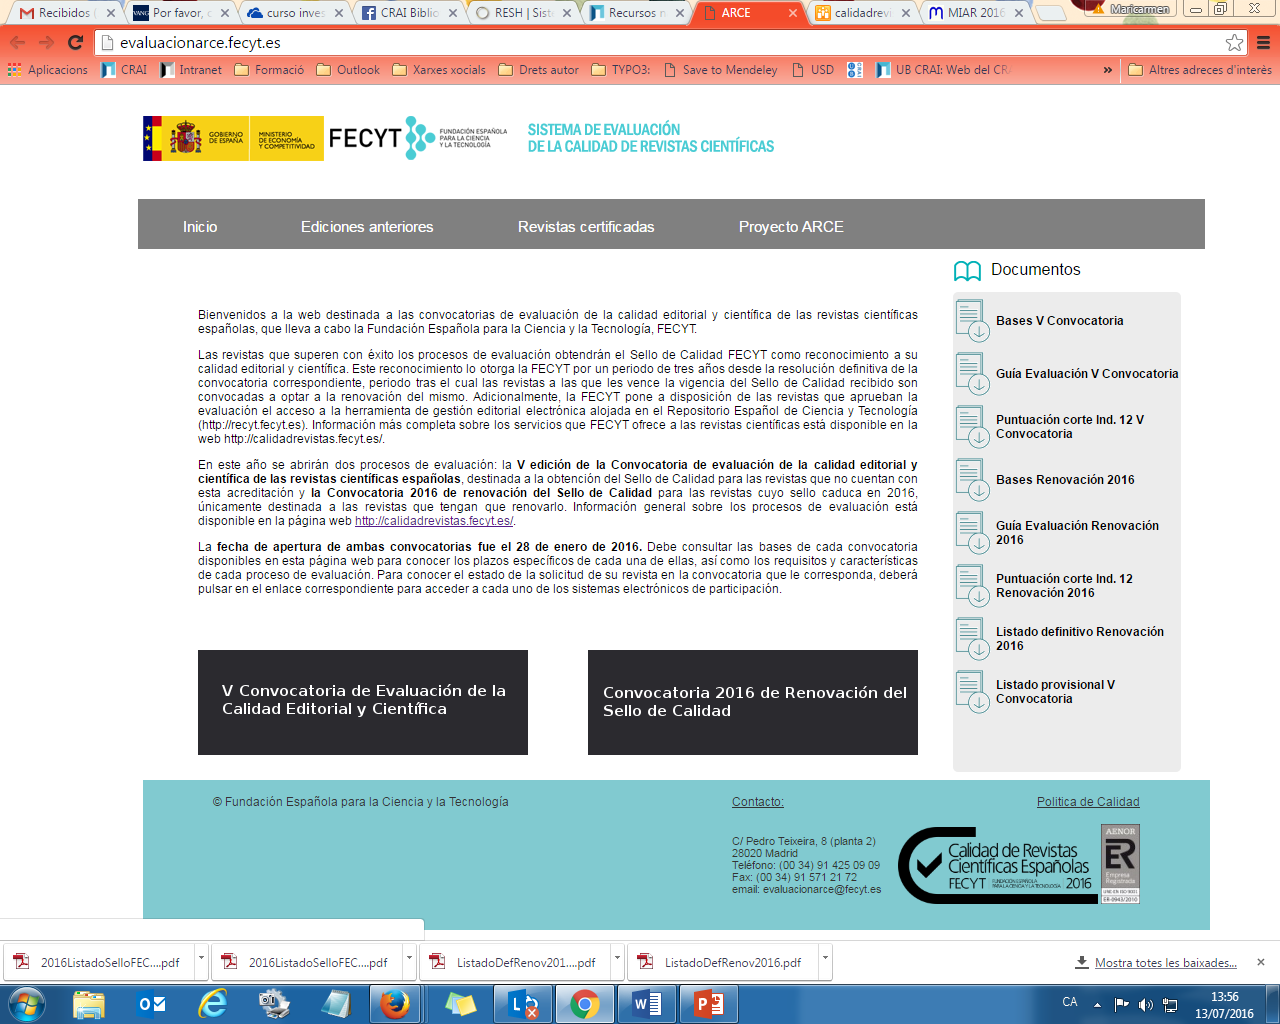 Recibidos (
Por favor, c
curso inves
CRAI Biblio
RESH | Sist
Recursos n
ARCE
calidadrevi
MIAR 2016
Maricarmen
evaluacionarce.fecyt.es
Aplicacions
CRAI
Intranet
Formació
Outlook
Xarxes xocials
Drets autor
TYPO3:
Save to Mendeley
USD
UB CRAI: Web del CRA
»
Altres adreces d'interès
GOBIERNO DE ESPAÑA
MINISTERIO DE ECONOMÍA Y COMPETITIVIDAD
FECYT
FUNDACIÓN ESPAÑOLA
PARA LA CIENCIA
Y LA TECNOLOGÍA
SISTEMA DE EVALUACIÓN
DE LA CALIDAD DE REVISTAS CIENTÍFICAS
Inicio
Ediciones anteriores
Revistas certificadas
Proyecto ARCE
Bienvenidos a la web destinada a las convocatorias de evaluación de la calidad editorial y científica de las revistas científicas
españolas, que lleva a cabo la Fundación Española para la Ciencia y la Tecnología, FECYT.
Las revistas que superen con éxito los procesos de evaluación obtendrán el Sello de Calidad FECYT como reconocimiento a su
calidad editorial y científica. Este reconocimiento lo otorga la FECYT por un periodo de tres años desde la resolución definitiva de la
convocatoria correspondiente, periodo tras el cual las revistas a las que les vence la vigencia del Sello de Calidad recibido son
convocadas a optar a la renovación del mismo. Adicionalmente, la FECYT pone a disposición de las revistas que aprueban la
evaluación el acceso a la herramienta de gestión editorial electrónica alojada en el Repositorio Español de Ciencia y Tecnología
(http://recyt.fecyt.es). Información más completa sobre los servicios que FECYT ofrece a las revistas científicas está disponible en la
web http://calidadrevistas.fecyt.es/.
En este año se abrirán dos procesos de evaluación: la V edición de la Convocatoria de evaluación de la calidad editorial y
científica de las revistas científicas españolas, destinada a la obtención del Sello de Calidad para las revistas que no cuentan con
esta acreditación y la Convocatoria 2016 de renovación del Sello de Calidad para las revistas cuyo sello caduca en 2016,
únicamente destinada a las revistas que tengan que renovarlo. Información general sobre los procesos de evaluación está
disponible en la página web http://calidadrevistas.fecyt.es/.
La fecha de apertura de ambas convocatorias fue el 28 de enero de 2016. Debe consultar las bases de cada convocatoria
disponibles en esta página web para conocer los plazos específicos de cada una de ellas, así como los requisitos y características
de cada proceso de evaluación. Para conocer el estado de la solicitud de su revista en la convocatoria que le corresponda, deberá
pulsar en el enlace correspondiente para acceder a cada uno de los sistemas electrónicos de participación.
V Convocatoria de Evaluación de la
Calidad Editorial y Científica
Convocatoria 2016 de Renovación del
Sello de Calidad
Documentos
Bases V Convocatoria
Guía Evaluación V Convocatoria
Puntuación corte Ind. 12 V
Convocatoria
Bases Renovación 2016
Guía Evaluación Renovación
2016
Puntuación corte Ind. 12
Renovación 2016
Listado definitivo Renovación
2016
Listado provisional V
Convocatoria
© Fundación Española para la Ciencia y la Tecnología
Contacto:
C/ Pedro Teixeira, 8 (planta 2)
28020 Madrid
Teléfono: (00 34) 91 425 09 09
Fax: (00 34) 91 571 21 72
email: evaluacionarce@fecyt.es
Politica de Calidad
Calidad de Revistas
Científicas Españolas
FECYT
FUNDACIÓN ESPAÑOLA
PARA LA CIENCIA Y LA TECNOLOGÍA
2016
AENOR
ER
Empresa
Registrada
UNE-EN ISO 9001
ER-0943/2010
2016ListadoSelloFEC....pdf
2016ListadoSelloFEC....pdf
ListadoDefRenov201....pdf
ListadoDefRenov2016.pdf
Mostra totes les baixades...
CA
13:56
13/07/2016